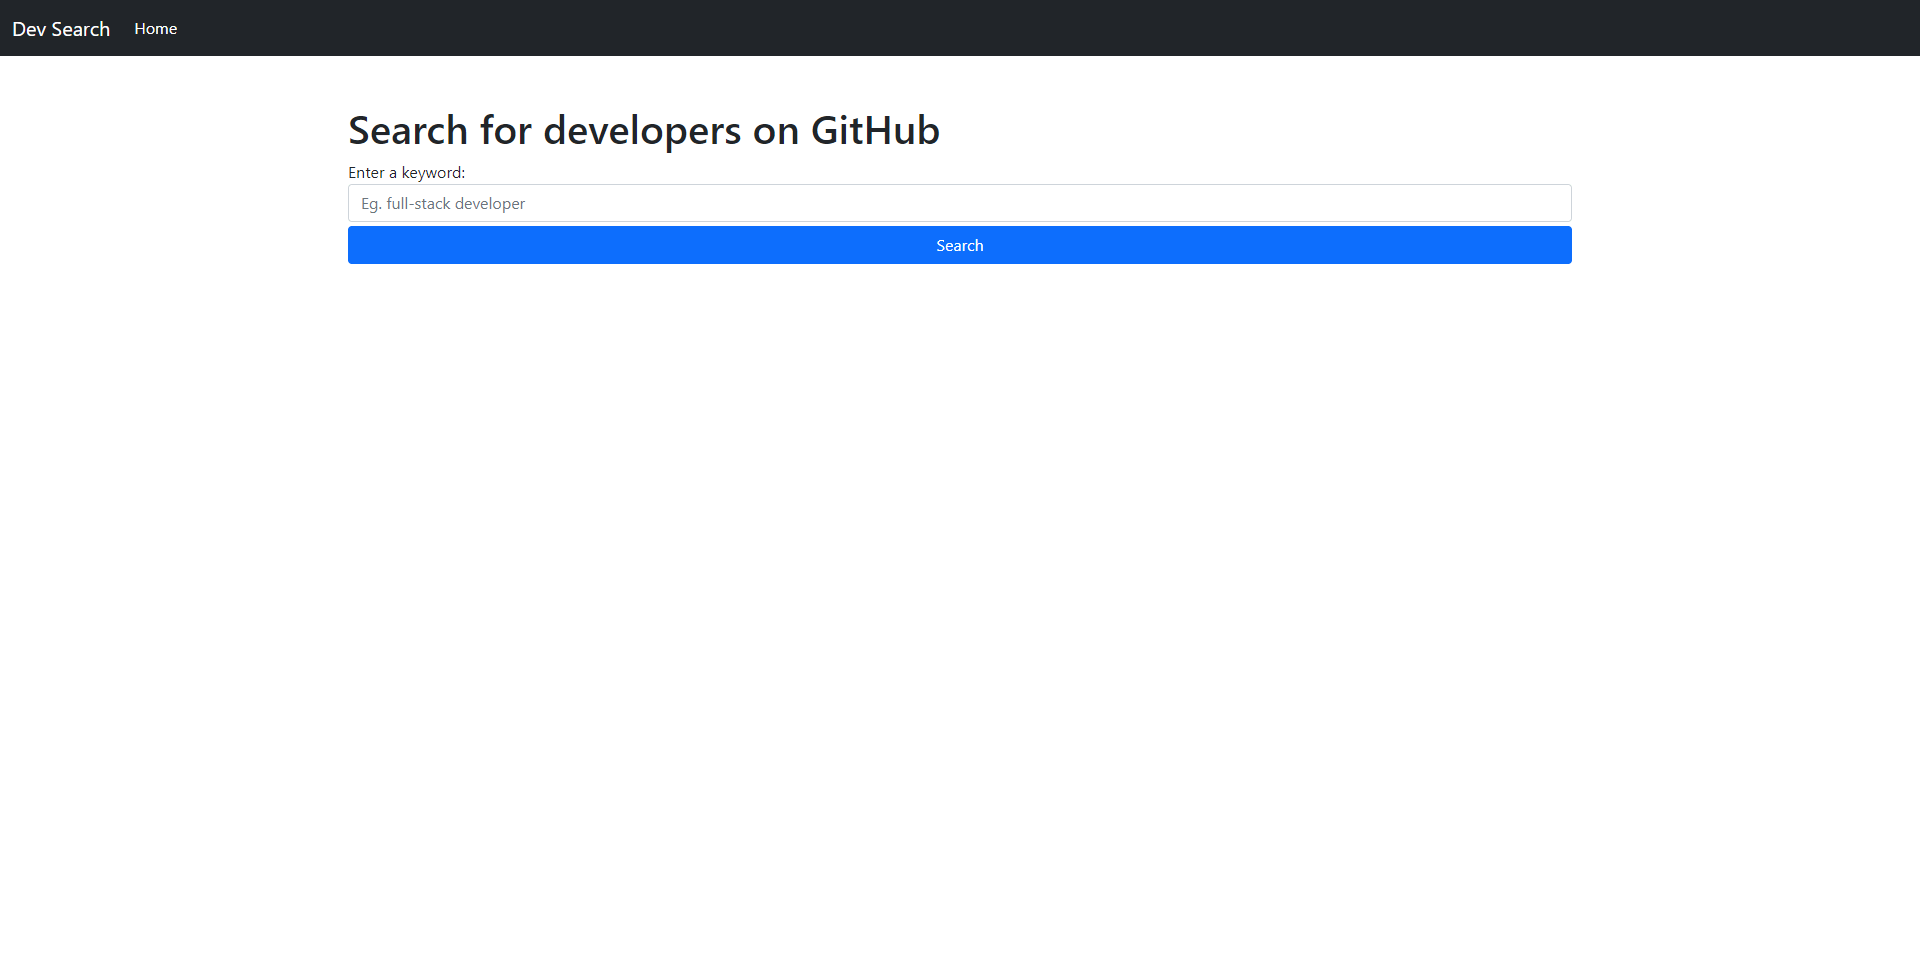 Dev Search Home
Search for developers on GitHub
Enter a keyword:
Eg. full-stack developer
Search